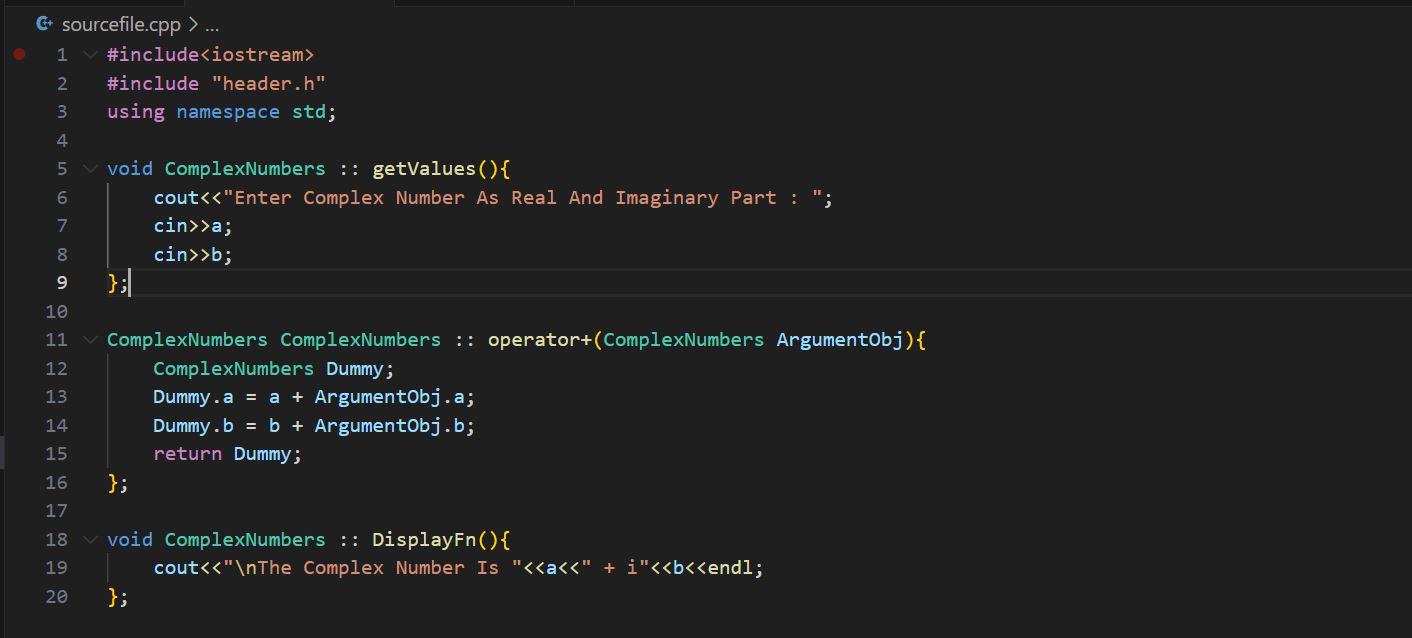 sourcefile.cpp > ...
1 #include<iostream>
2 #include "header.h"
3 using namespace std;
4
5 void ComplexNumbers :: getValues(){
6     cout<<"Enter Complex Number As Real And Imaginary Part : ";
7     cin>>a;
8     cin>>b;
9 };
10
11 ComplexNumbers ComplexNumbers :: operator+(ComplexNumbers ArgumentObj){
12     ComplexNumbers Dummy;
13     Dummy.a = a + ArgumentObj.a;
14     Dummy.b = b + ArgumentObj.b;
15     return Dummy;
16 };
17
18 void ComplexNumbers :: DisplayFn(){
19     cout<<"\nThe Complex Number Is "<<a<<" + i"<<b<<endl;
20 };